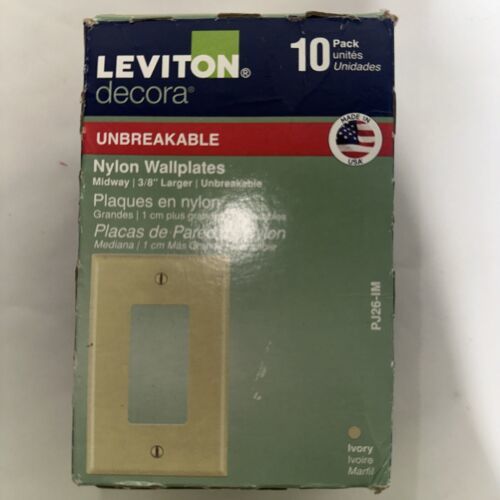 LEVITON®
decora®
10 Pack
unités
Unidades
MADE IN
USA
UNBREAKABLE
Nylon Wallplates
Midway | 3/8" Larger | Unbreakable
Plaques en nylon
Grandes | 1 cm plus
Placas de Pared
Mediana | 1 cm Más
PJ26-IM
Ivory
Ivoire
Marfil